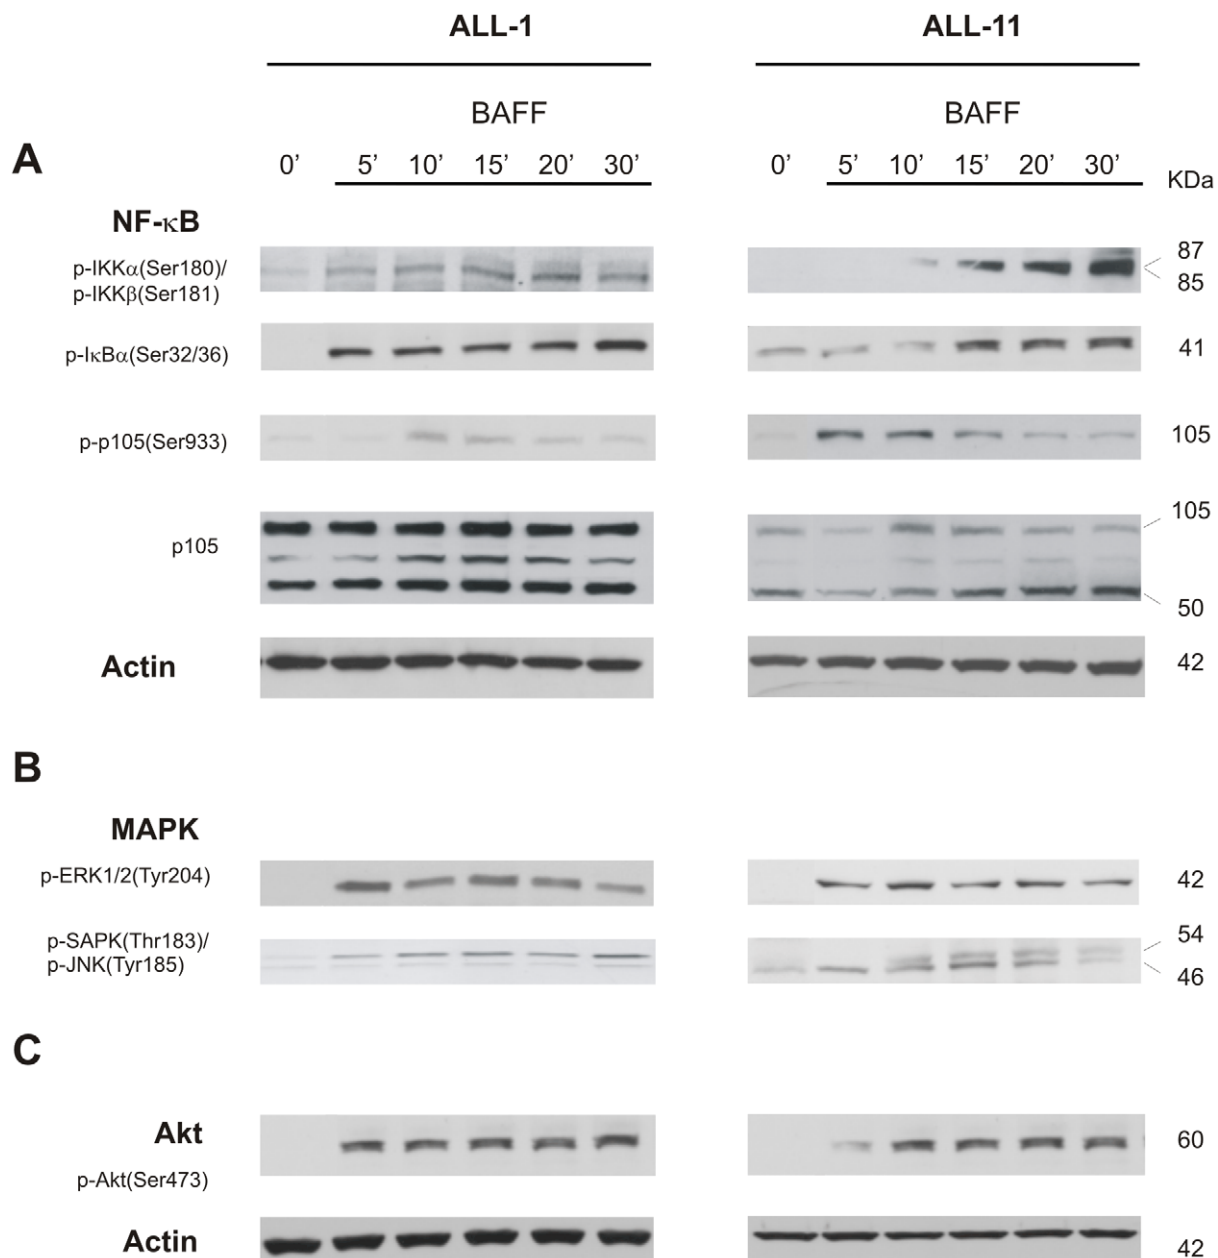 ALL-1 ALL-11
BAFF BAFF
A 0’ 5’ 10’ 15’ 20’ 30’ 0’ 5’ 10’ 15’ 20’ 30’ KDa
NF-κB
p-IKKα(Ser180)/ 87
p-IKKβ(Ser181) 85
p-IκBα(Ser32/36) 41
p-p105(Ser933) 105
105
p105
50
Actin 42
B
MAPK
p-ERK1/2(Tyr204) 42
p-SAPK(Thr183)/ 54
p-JNK(Tyr185) 46
C
Akt 60
p-Akt(Ser473)
Actin 42